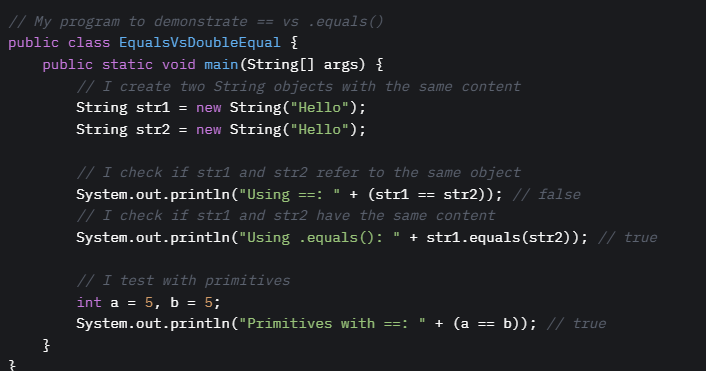 // My program to demonstrate == vs .equals()
public class EqualsVsDoubleEqual {
    public static void main(String[] args) {
        // I create two String objects with the same content
        String str1 = new String("Hello");
        String str2 = new String("Hello");

        // I check if str1 and str2 refer to the same object
        System.out.println("Using ==: " + (str1 == str2)); // false
        // I check if str1 and str2 have the same content
        System.out.println("Using .equals(): " + str1.equals(str2)); // true

        // I test with primitives
        int a = 5, b = 5;
        System.out.println("Primitives with ==: " + (a == b)); // true
    }
}